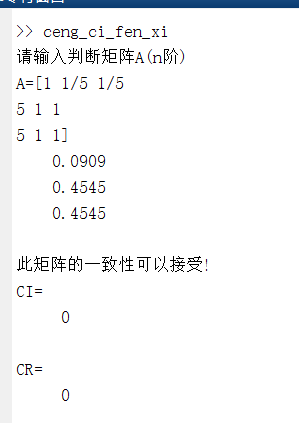 >> ceng_ci_fen_xi
请输入判断矩阵A(n阶)
A=[1 1/5 1/5
5 1 1
5 1 1]
0.0909
0.4545
0.4545
此矩阵的一致性可以接受!
CI=
0
CR=
0